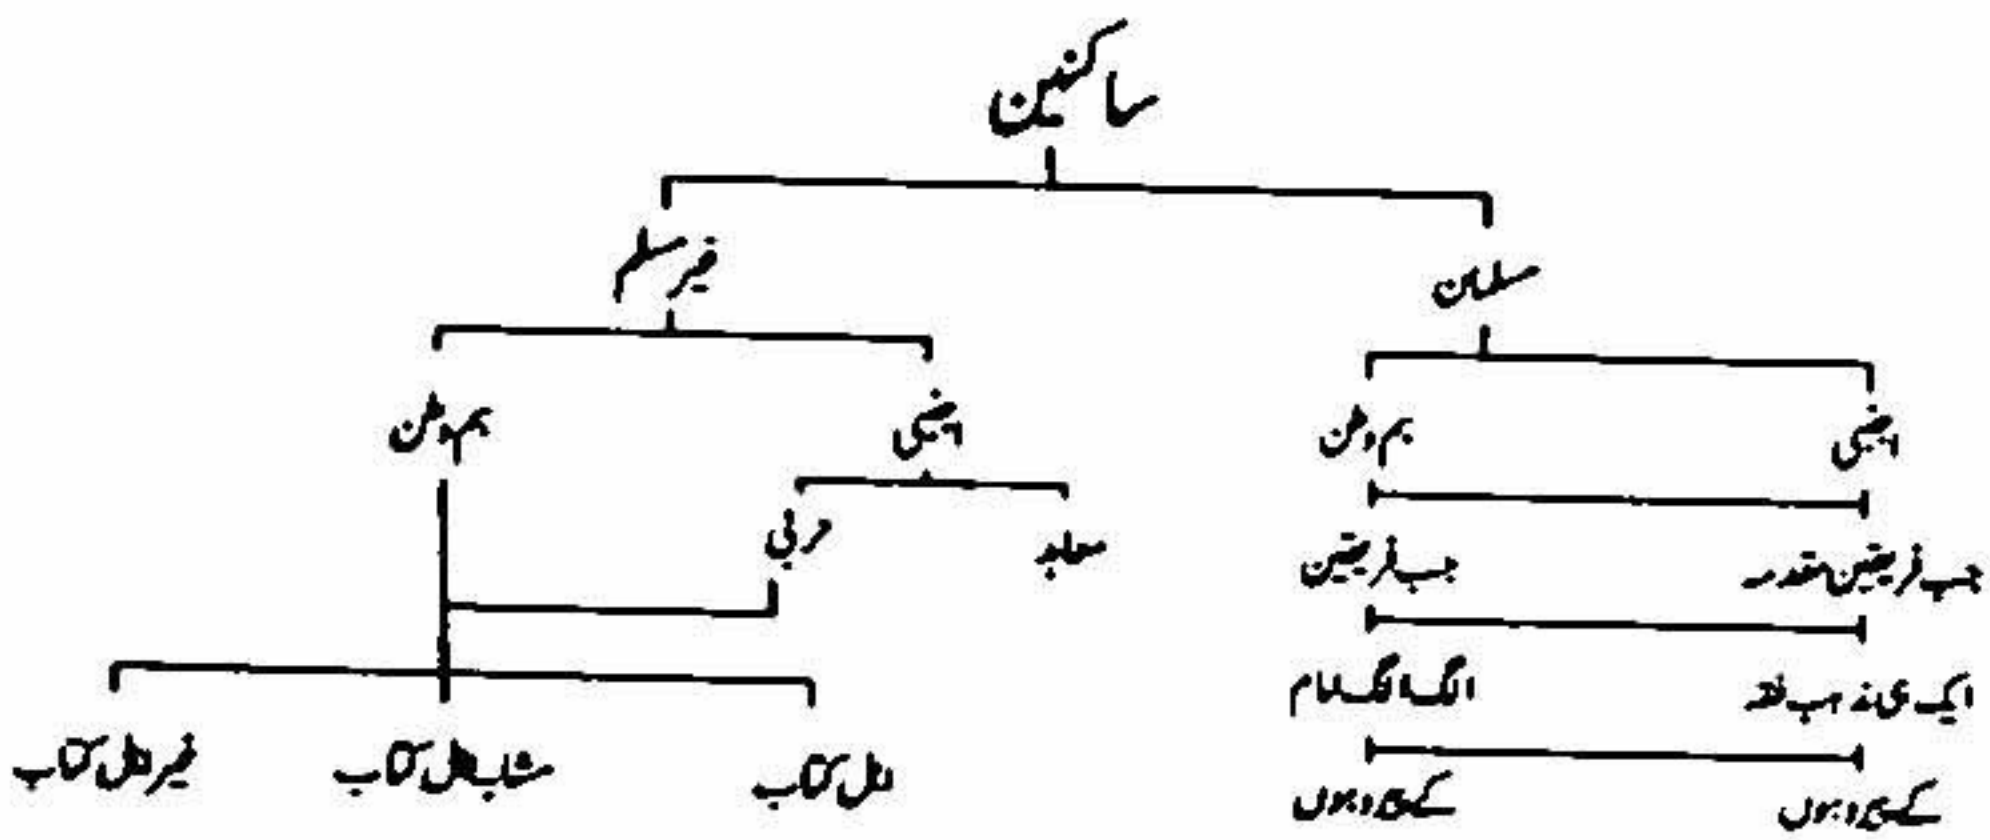 ساکنین
مسلمان
غیر مسلم
اجنبی
ہم وطن
اجنبی
ہم وطن
معاہد
حربی
جب فریقین مقدمہ
جب فریقین
ایک ہی مذہب فقہ
الگ الگ امام
کے پیرو ہوں
کے پیرو ہوں
اہل کتاب
مشابہ اہل کتاب
غیر اہل کتاب